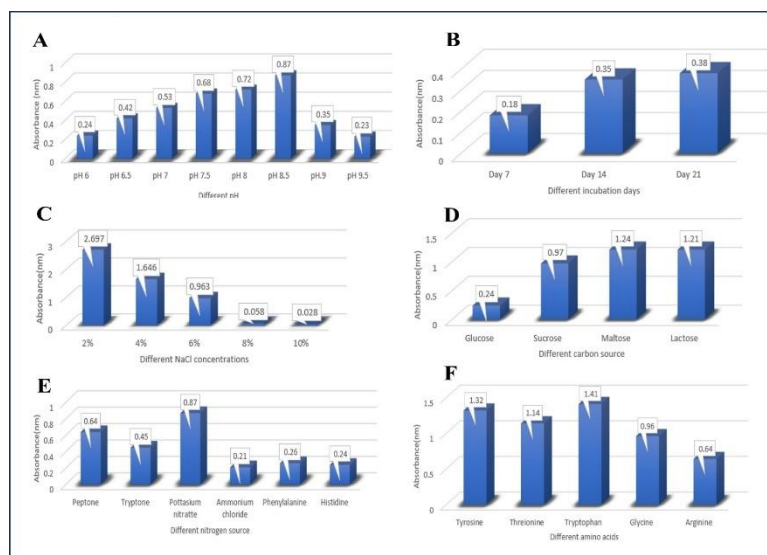 A
Absorbance (nm)
1
0.8
0.6
0.4
0.2
0
0.24
0.42
0.53
0.68
0.72
0.87
0.35
0.23
pH 6
pH 6.5
pH 7
pH 7.5
pH 8
pH 8.5
pH.9
pH 9.5
Different pH
B
Absorbance(nm)
0.4
0.3
0.2
0.1
0
0.18
0.35
0.38
Day 7
Day 14
Day 21
Different incubation days
C
Absorbance(nm)
3
2
1
0
2.697
1.646
0.963
0.058
0.028
2%
4%
6%
8%
10%
Different NaCl concentrations
D
Absorbance(nm)
1.5
1
0.5
0
0.24
0.97
1.24
1.21
Glucose
Sucrose
Maltose
Lactose
Different carbon source
E
Absorbance(nm)
1
0.8
0.6
0.4
0.2
0
0.64
0.45
0.87
0.21
0.26
0.24
Peptone
Tryptone
Pottasium
nitratte
Ammonium
chloride
Phenylalanine
Histidine
Different nitrogen source
F
Absorbance(nm)
1.5
1
0.5
0
1.32
1.14
1.41
0.96
0.64
Tyrosine
Threionine
Tryptophan
Glycine
Arginine
Different amino acids